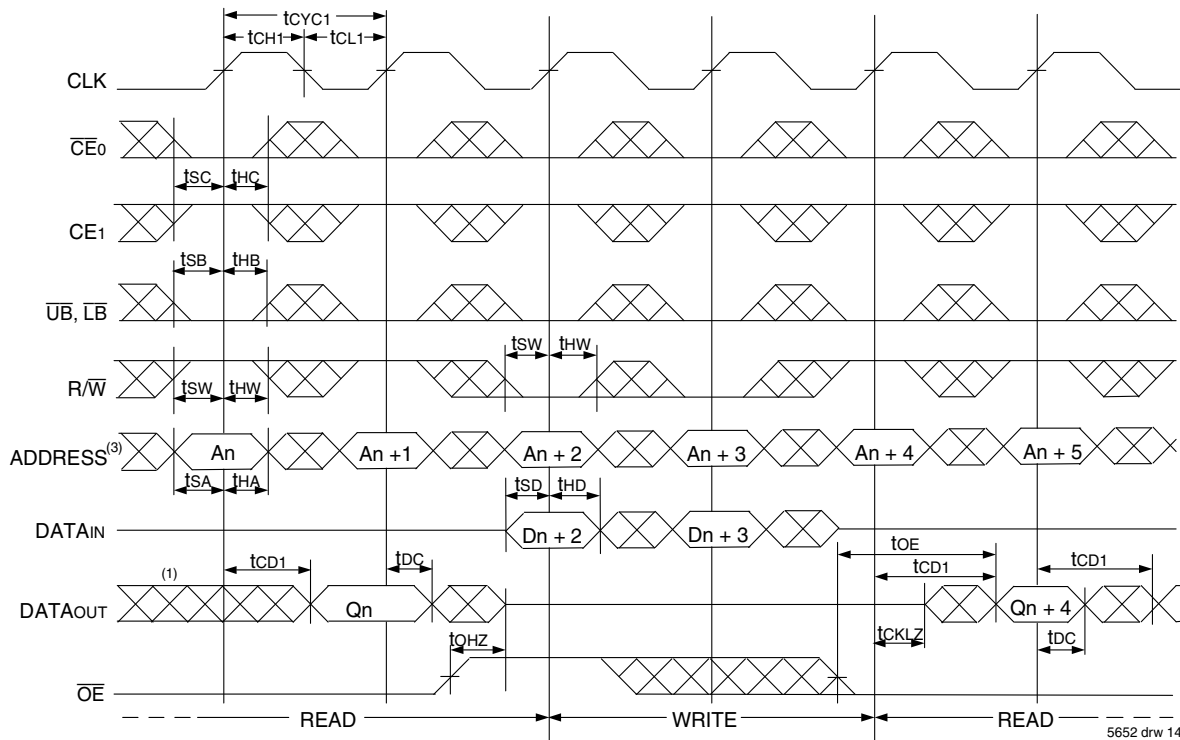 tCYC1
tCH1 tCL1
CLK
CE0
tSC tHC
CE1
tSB tHB
UB, LB
tSW tHW
R/W
tSW tHW
ADDRESS(3) An An +1 An + 2 An + 3 An + 4 An + 5
tSA tHA tSD tHD
DATAIN Dn + 2 Dn + 3
tOE
(1) tCD1 tDC tCD1 tCD1
DATAOUT Qn Qn + 4
tOHZ tCKLZ tDC
OE
READ WRITE READ
5652 drw 14